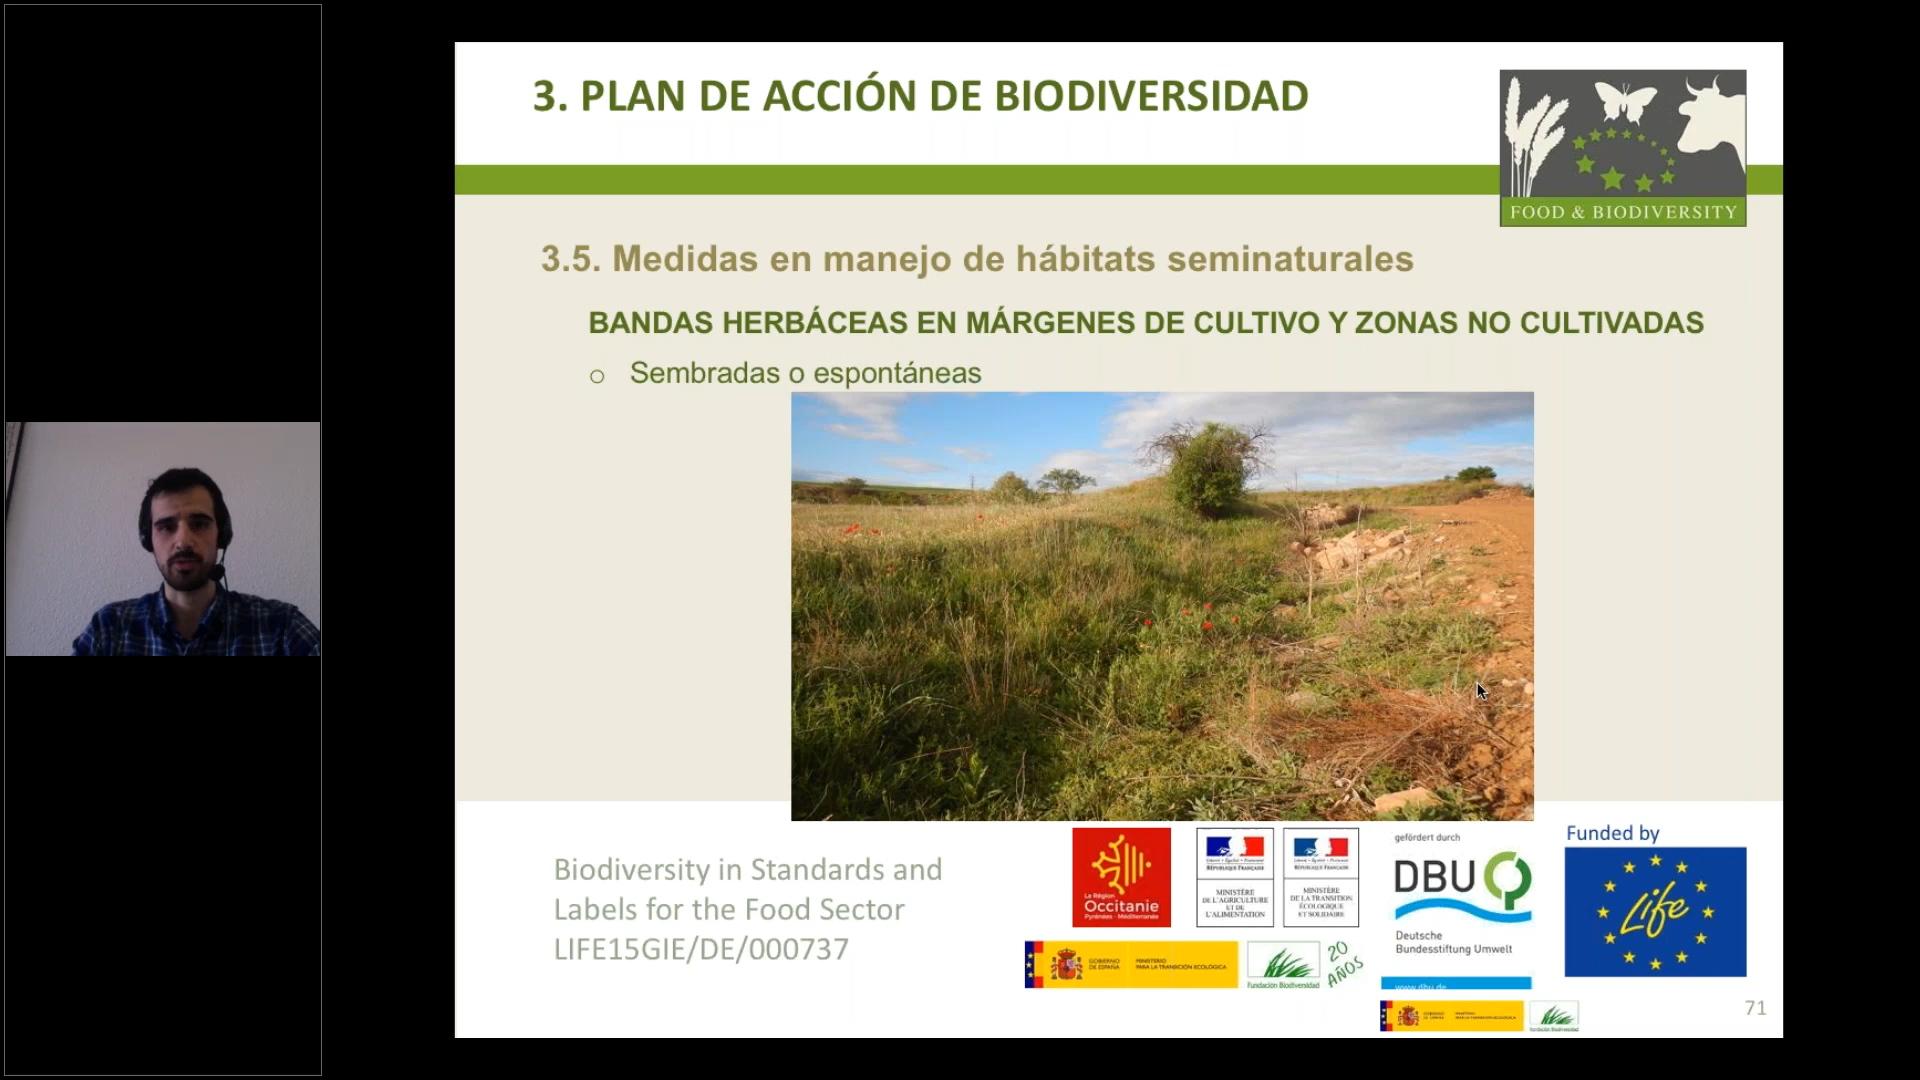 3. PLAN DE ACCIÓN DE BIODIVERSIDAD
FOOD & BIODIVERSITY
3.5. Medidas en manejo de hábitats seminaturales
BANDAS HERBÁCEAS EN MÁRGENES DE CULTIVO Y ZONAS NO CULTIVADAS
o Sembradas o espontáneas
Biodiversity in Standards and
Labels for the Food Sector
LIFE15GIE/DE/000737
La Région
Occitanie
Pyrénées - Méditerranée
RÉPUBLIQUE FRANÇAISE
MINISTÈRE
DE L'AGRICULTURE
ET DE
L'ALIMENTATION
RÉPUBLIQUE FRANÇAISE
MINISTÈRE
DE LA TRANSITION
ÉCOLOGIQUE
ET SOLIDAIRE
gefördert durch
DBU
Deutsche
Bundesstiftung Umwelt
www.dbu.de
Funded by
Life
GOBIERNO
DE ESPAÑA
MINISTERIO
PARA LA TRANSICIÓN ECOLÓGICA
Fundación Biodiversidad
20
AÑOS
71